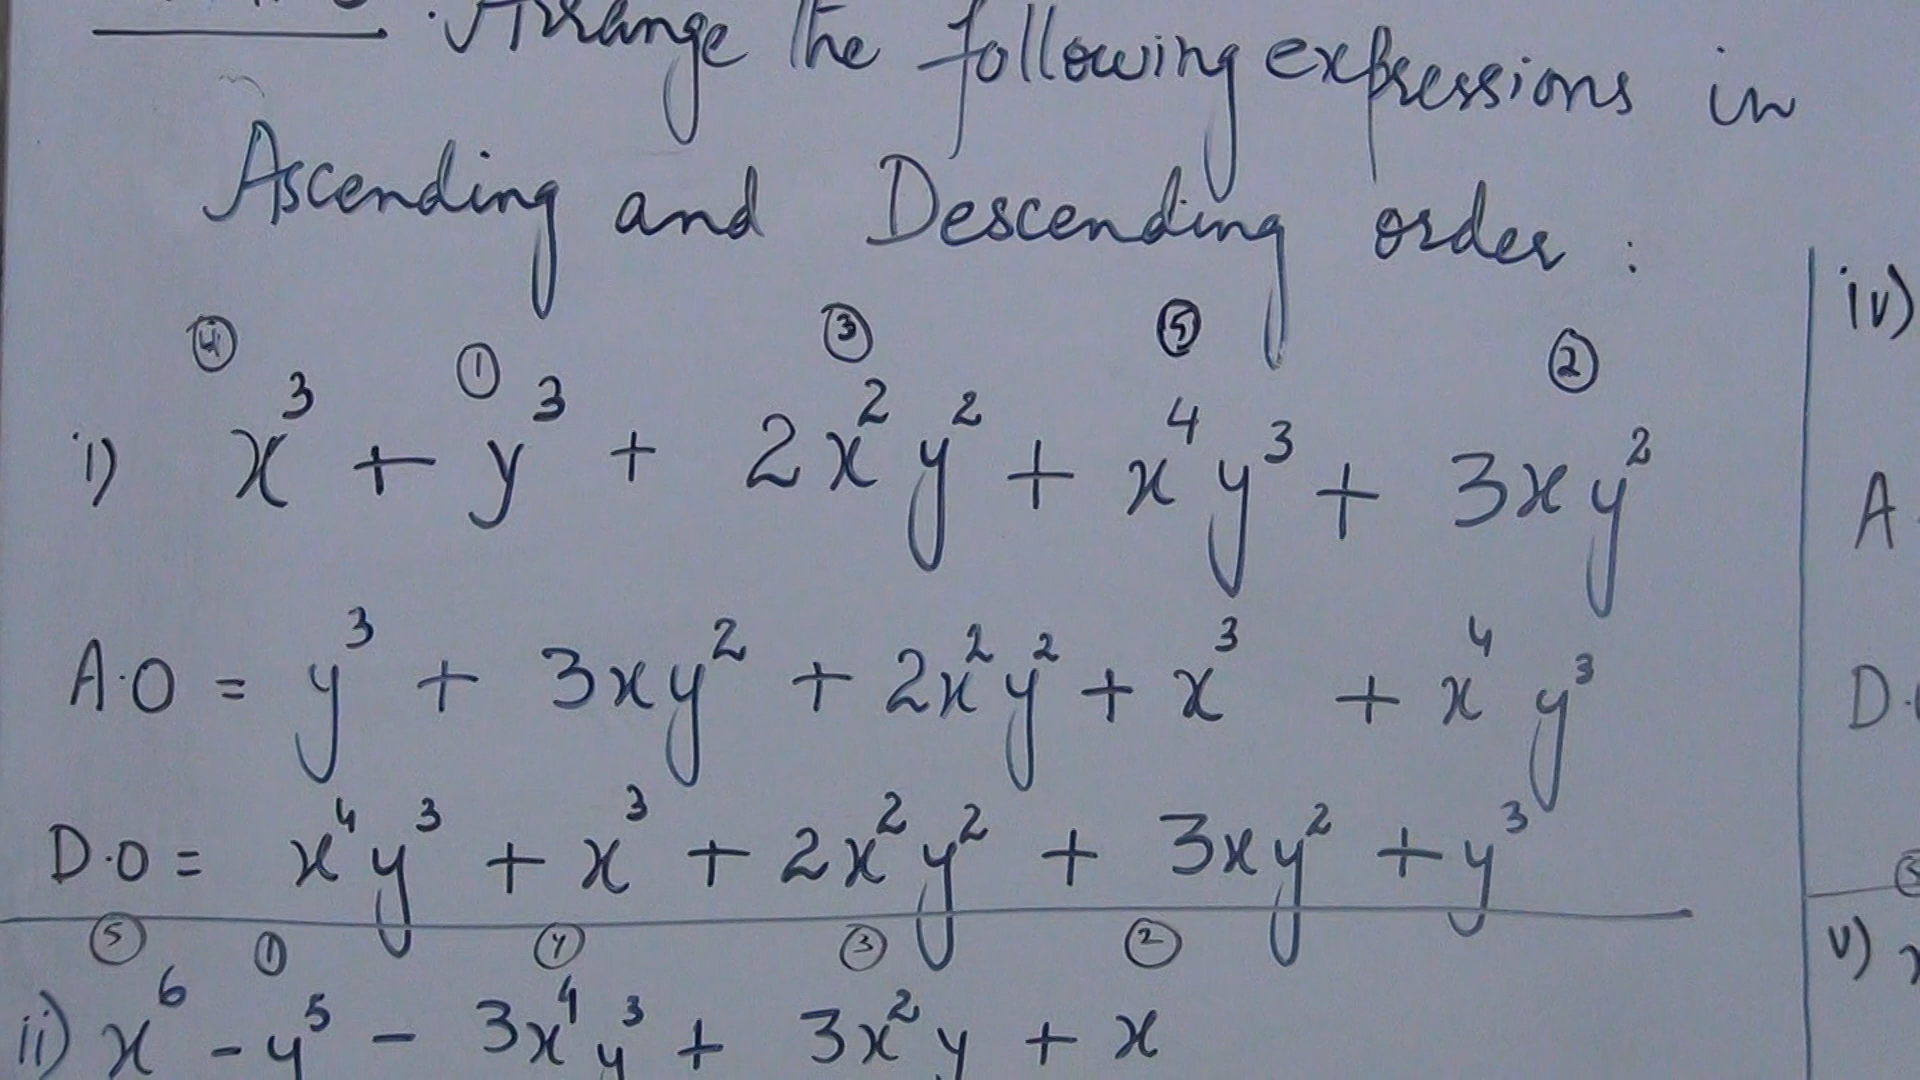 Arrange the following expressions in
Ascending and Descending order :
④ ① ③ ⑤ ②
i) x³ + y³ + 2x²y² + x⁴y³ + 3xy²
A.O = y³ + 3xy² + 2x²y² + x³ + x⁴y³
D.O = x⁴y³ + x³ + 2x²y² + 3xy² + y³
⑤ ① ④ ③ ②
ii) x⁶ - y⁵ - 3x⁴y³ + 3x²y + x
iv)
A
D.
v)